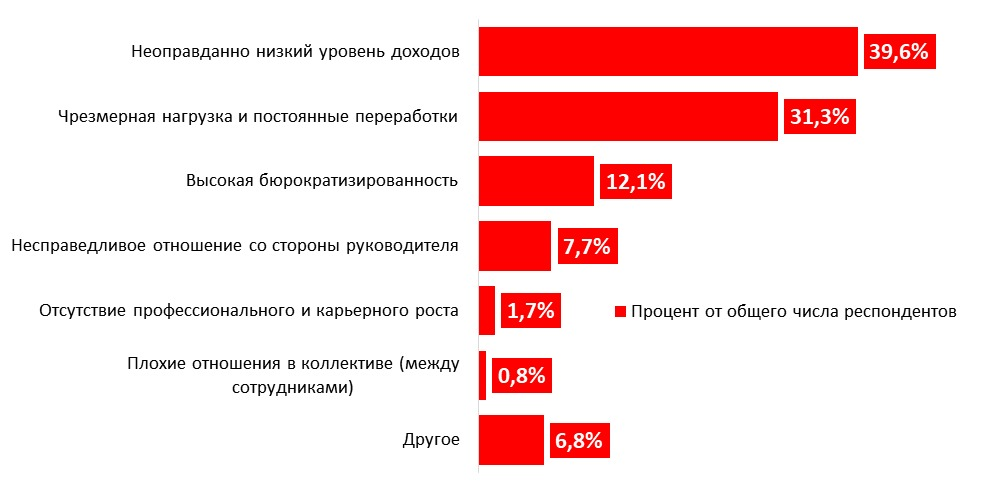 Неоправданно низкий уровень доходов
39,6%
Чрезмерная нагрузка и постоянные переработки
31,3%
Высокая бюрократизированность
12,1%
Несправедливое отношение со стороны руководителя
7,7%
Отсутствие профессионального и карьерного роста
1,7%
Процент от общего числа респондентов
Плохие отношения в коллективе (между
сотрудниками)
0,8%
Другое
6,8%